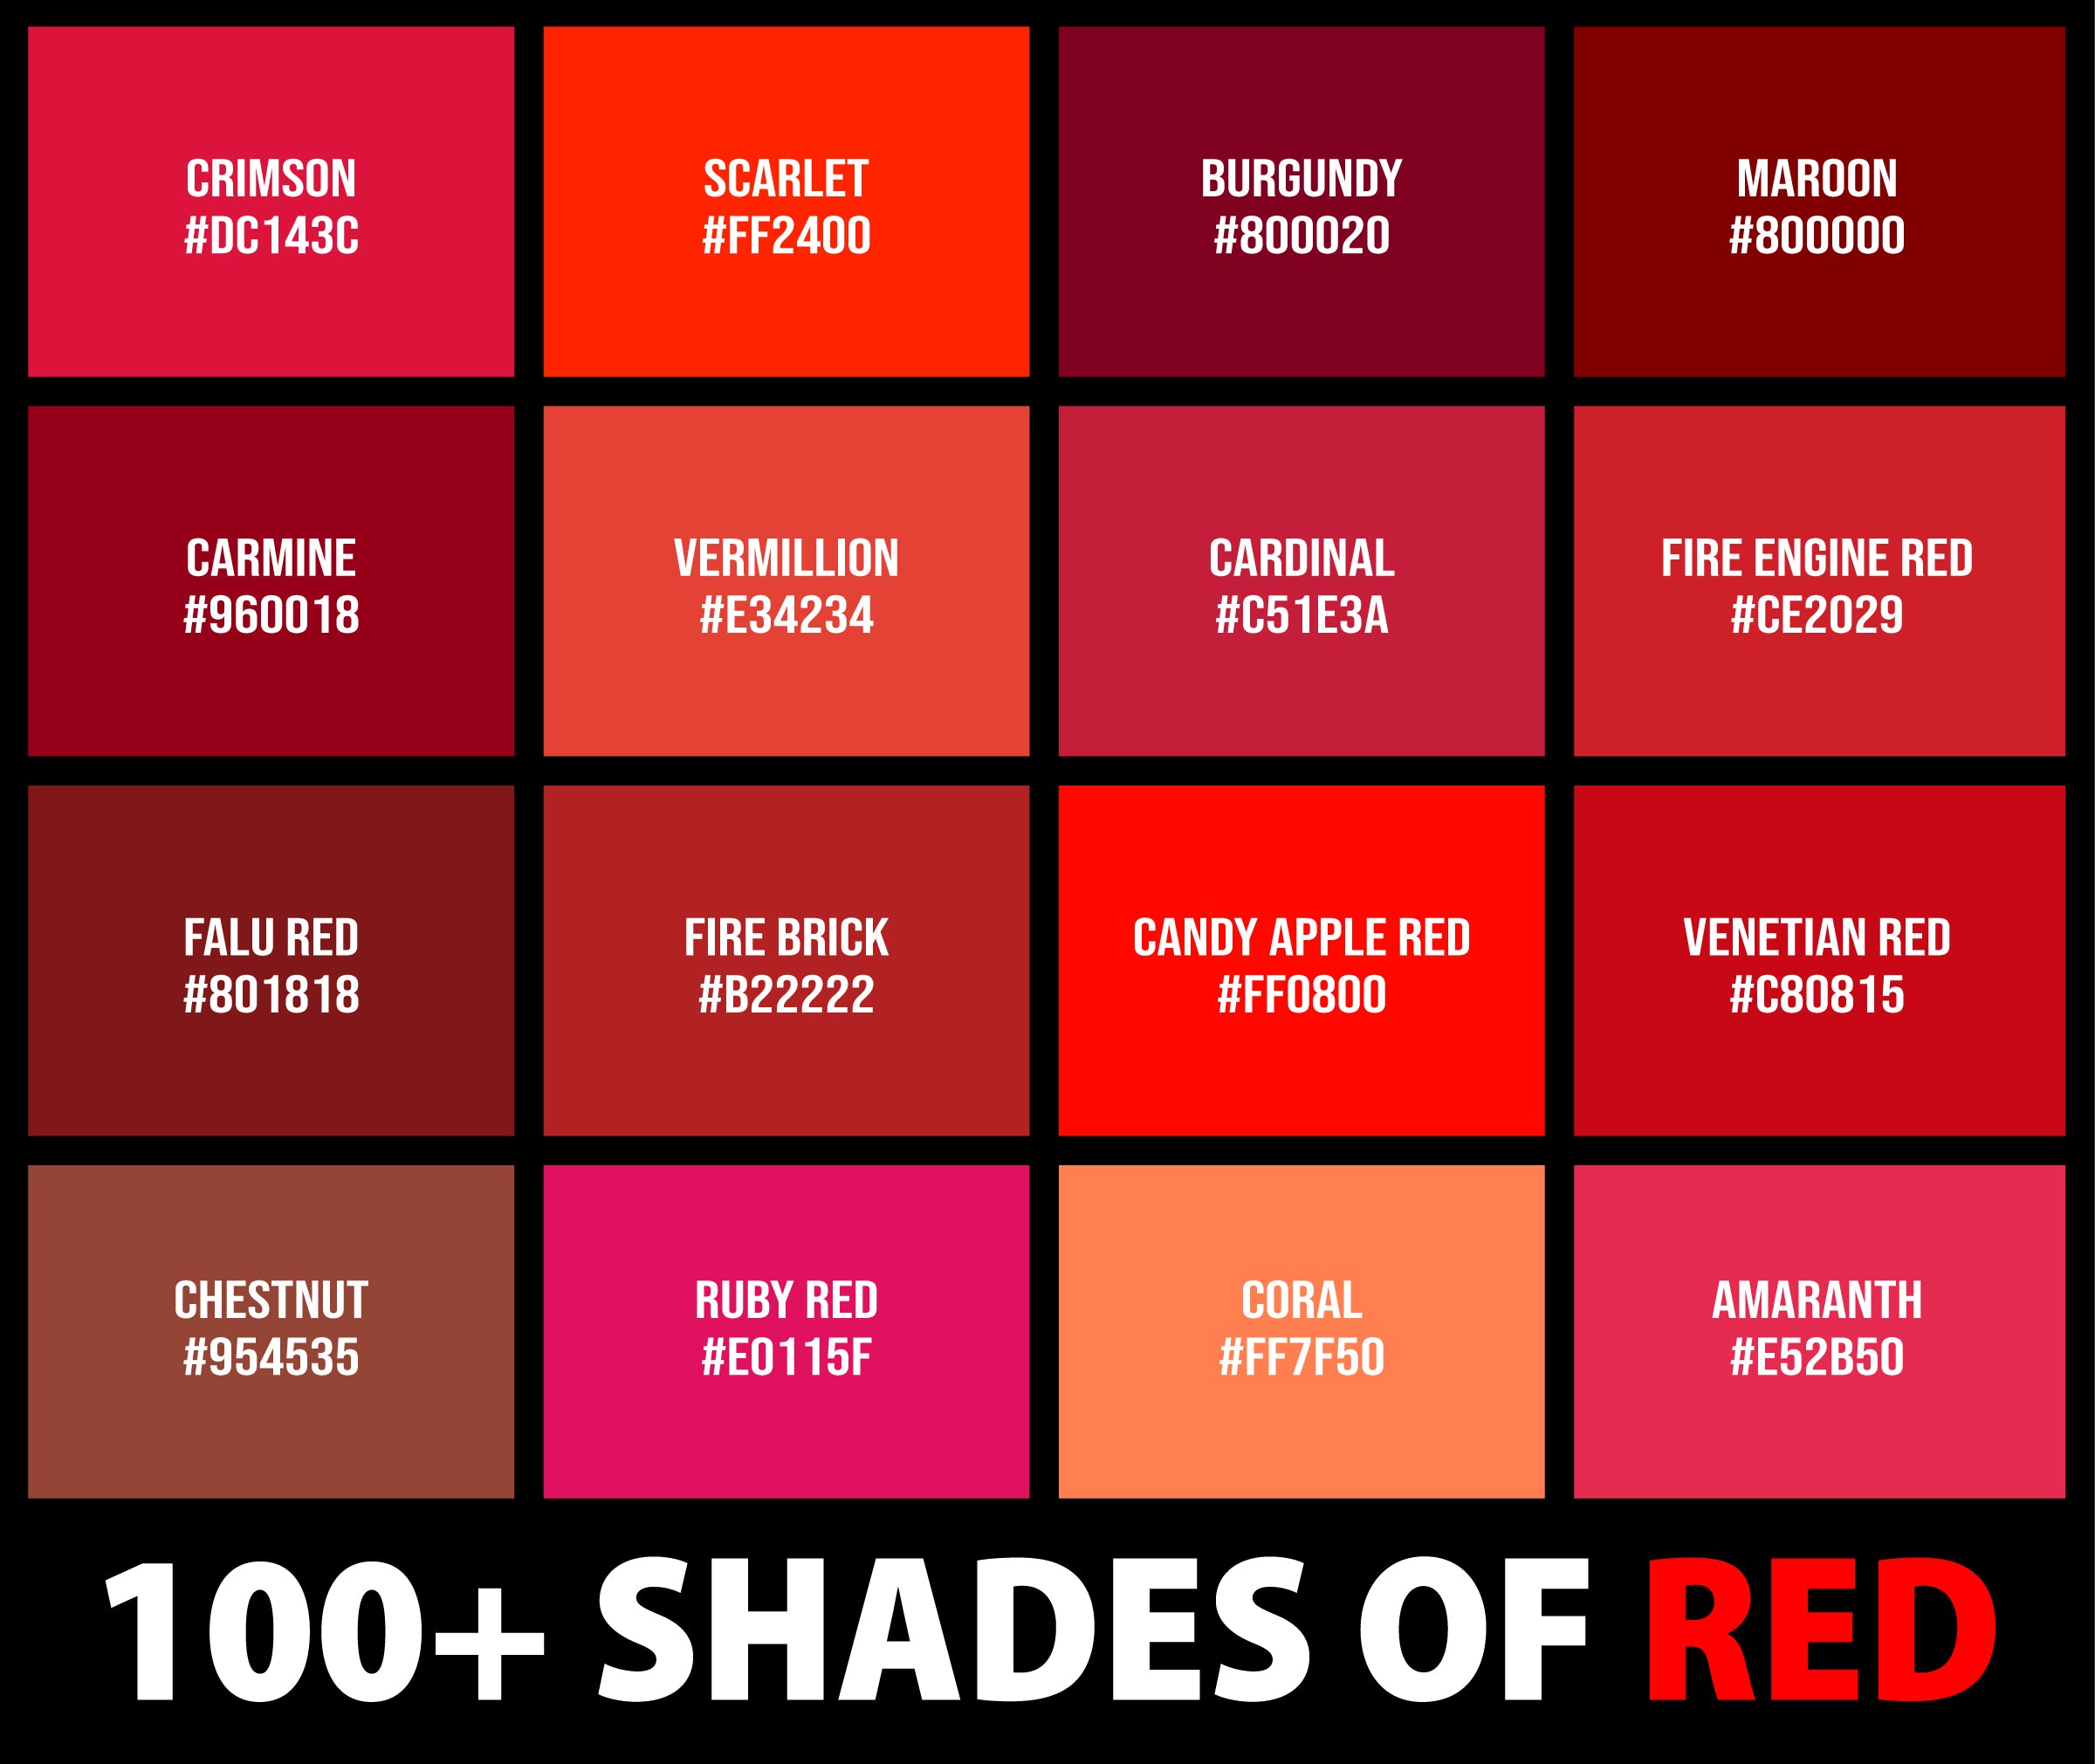 CRIMSON
#DC143C
SCARLET
#FF2400
BURGUNDY
#800020
MAROON
#800000
CARMINE
#960018
VERMILLION
#E34234
CARDINAL
#C51E3A
FIRE ENGINE RED
#CE2029
FALU RED
#801818
FIRE BRICK
#B22222
CANDY APPLE RED
#FF0800
VENETIAN RED
#C80815
CHESTNUT
#954535
RUBY RED
#E0115F
CORAL
#FF7F50
AMARANTH
#E52B50
100+ SHADES OF RED